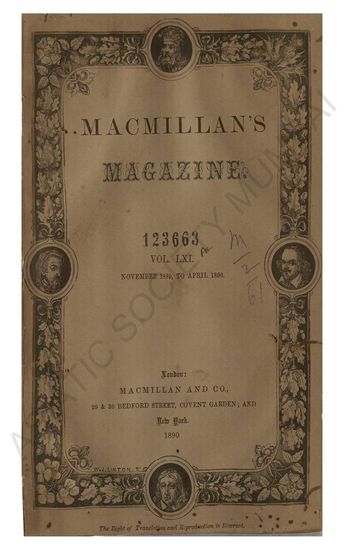 MACMILLAN'S
MAGAZINE.
123663
VOL. LXI.
NOVEMBER 1889, TO APRIL 1890.
London:
MACMILLAN AND CO.,
29 & 30 BEDFORD STREET, COVENT GARDEN; AND
New York.
1890
W.J. LINTON
The Right of Translation and Reproduction is Reserved.
ASIATIC SOCIETY MUMBAI